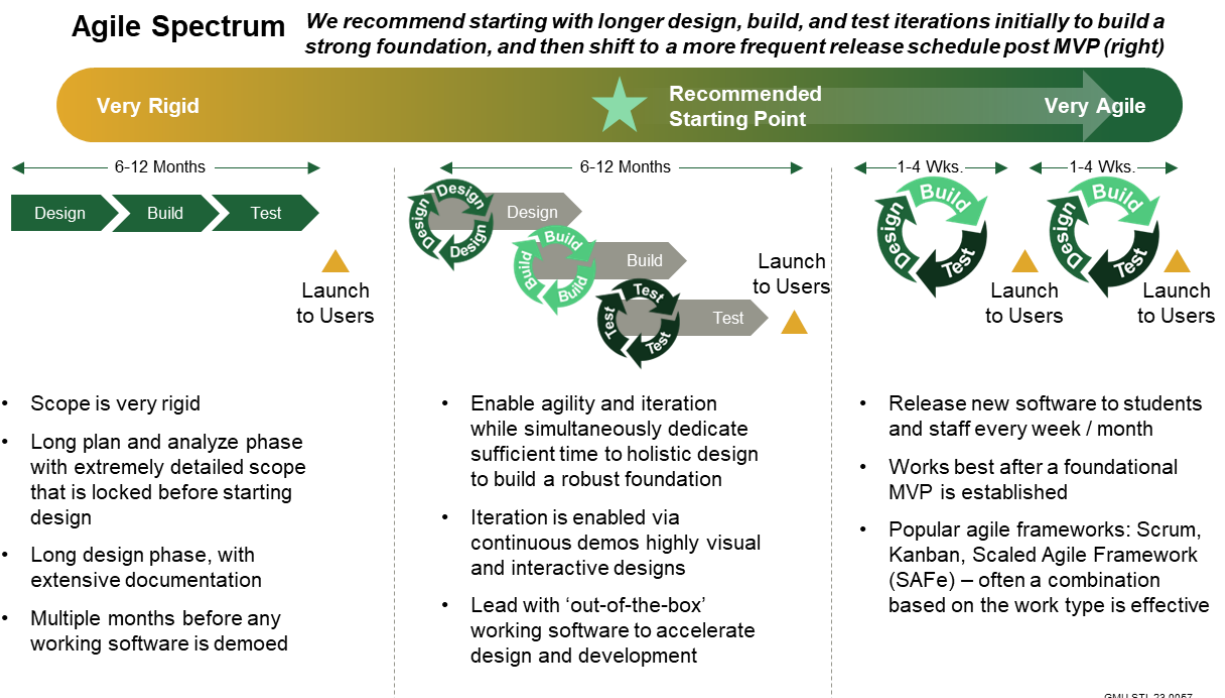 Agile Spectrum
We recommend starting with longer design, build, and test iterations initially to build a
strong foundation, and then shift to a more frequent release schedule post MVP (right)
Very Rigid
Recommended
Starting Point
Very Agile
6-12 Months
Design
Build
Test
Launch
to Users
• Scope is very rigid
• Long plan and analyze phase
with extremely detailed scope
that is locked before starting
design
• Long design phase, with
extensive documentation
• Multiple months before any
working software is demoed
6-12 Months
Design
Design
Design
Design
Build
Build
Build
Build
Test
Test
Test
Test
Launch
to Users
• Enable agility and iteration
while simultaneously dedicate
sufficient time to holistic design
to build a robust foundation
• Iteration is enabled via
continuous demos highly visual
and interactive designs
• Lead with ‘out-of-the-box’
working software to accelerate
design and development
1-4 Wks.
Design
Build
Test
Launch
to Users
1-4 Wks.
Design
Build
Test
Launch
to Users
• Release new software to students
and staff every week / month
• Works best after a foundational
MVP is established
• Popular agile frameworks: Scrum,
Kanban, Scaled Agile Framework
(SAFe) – often a combination
based on the work type is effective